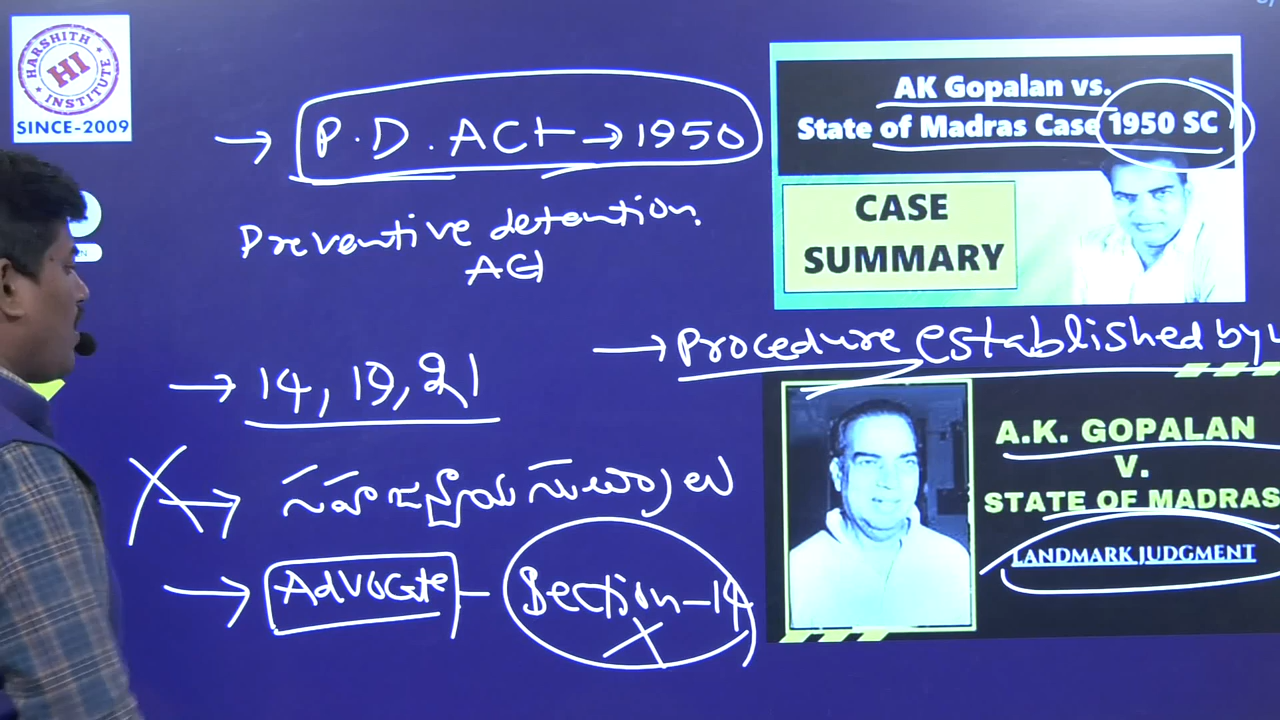 HARSHITH
HI
INSTITUTE
SINCE-2009
→ P.D. ACt → 1950
Preventive detention
Act
→ 14, 19, 21
→
→ Advocate - Section-14
AK Gopalan vs.
State of Madras Case 1950 SC
CASE
SUMMARY
→ Procedure established by
A.K. GOPALAN
V.
STATE OF MADRAS
LANDMARK JUDGMENT